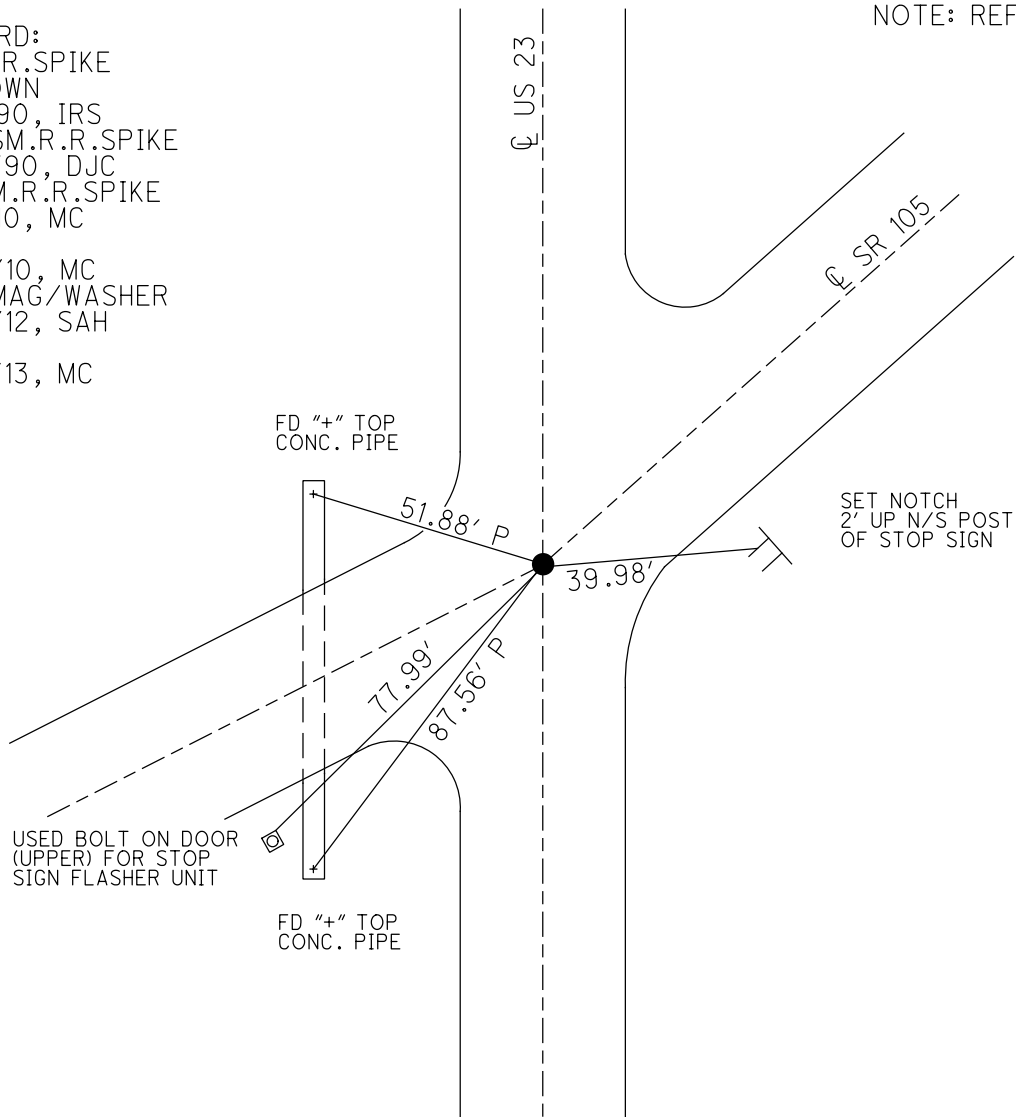 NOTE: REF
RD:
R.SPIKE
OWN
90, IRS
SM.R.R.SPIKE
/90, DJC
M.R.R.SPIKE
0, MC
/10, MC
MAG/WASHER
/12, SAH
/13, MC
℄ US 23
℄ SR 105
FD "+" TOP
CONC. PIPE
51.88' P
SET NOTCH
2' UP N/S POST
OF STOP SIGN
39.98'
77.99'
87.56' P
USED BOLT ON DOOR
(UPPER) FOR STOP
SIGN FLASHER UNIT
FD "+" TOP
CONC. PIPE